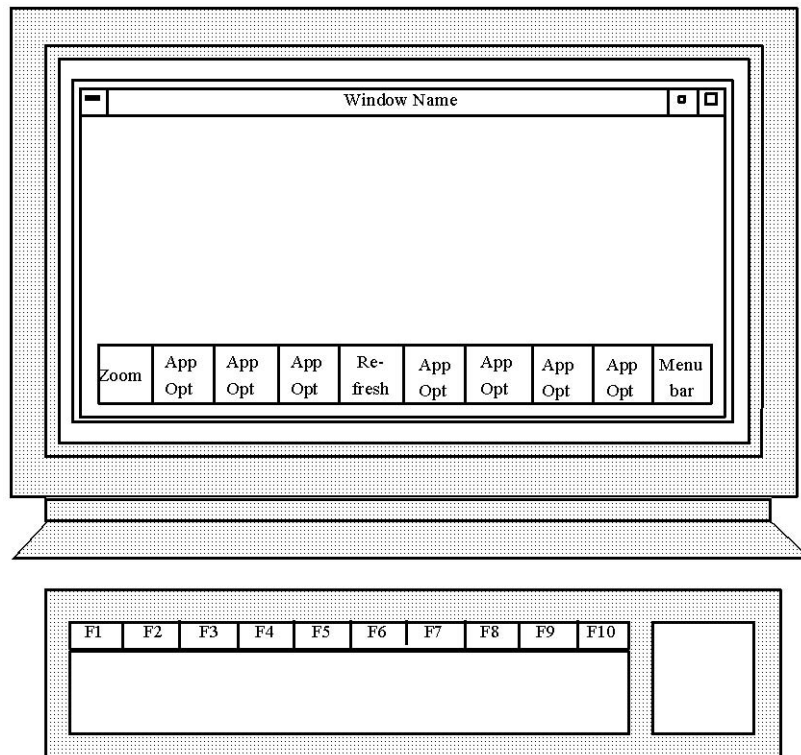 Window Name
Zoom App Opt App Opt App Opt Re-fresh App Opt App Opt App Opt App Opt Menu bar
F1 F2 F3 F4 F5 F6 F7 F8 F9 F10